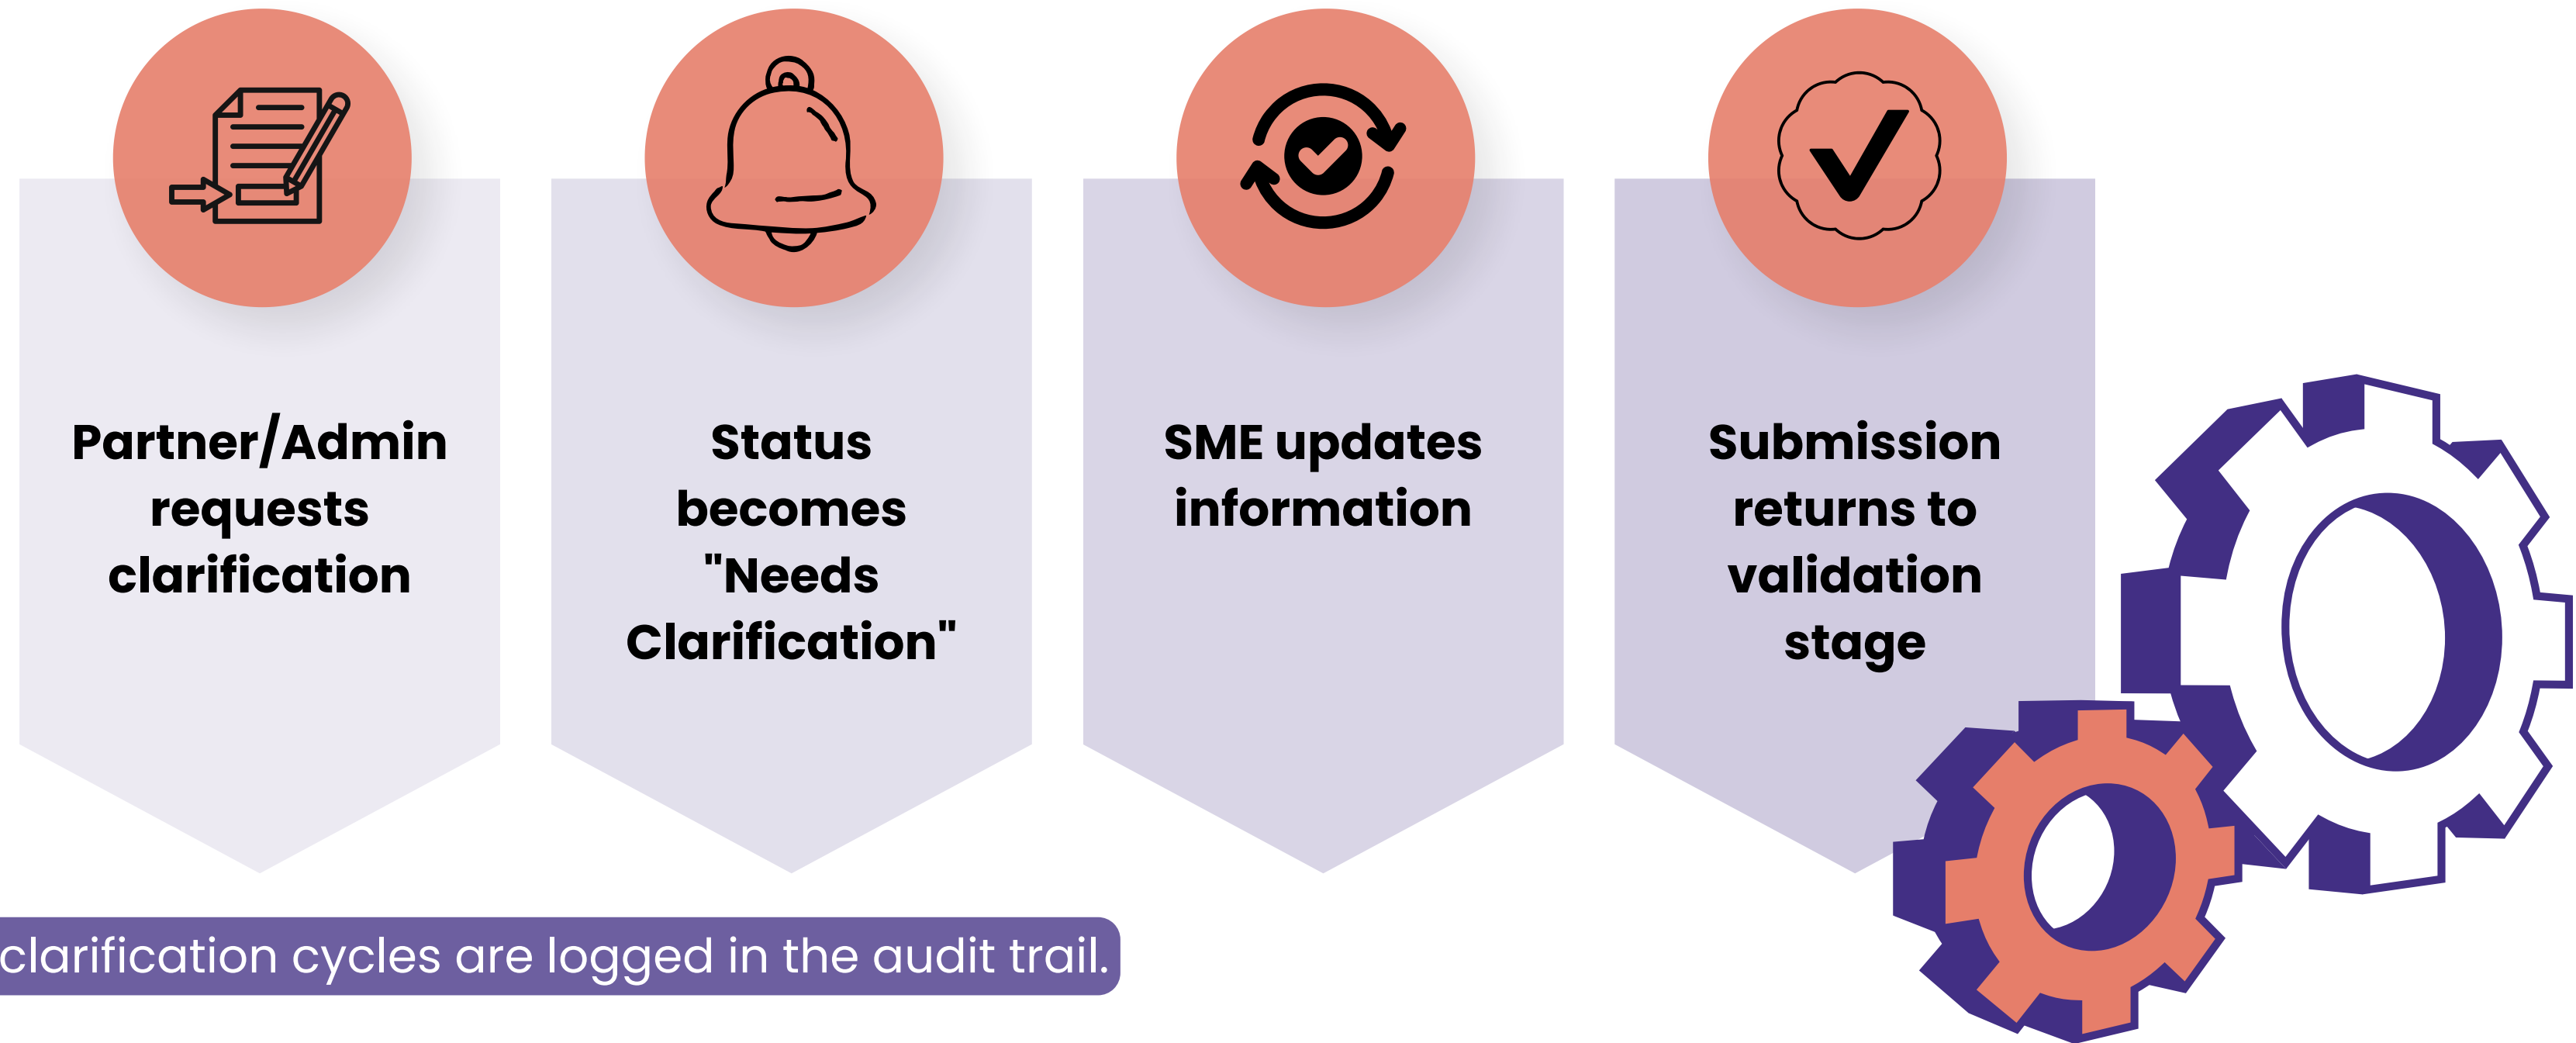 Partner/Admin
requests
clarification
Status
becomes
"Needs
Clarification"
SME updates
information
Submission
returns to
validation
stage
clarification cycles are logged in the audit trail.